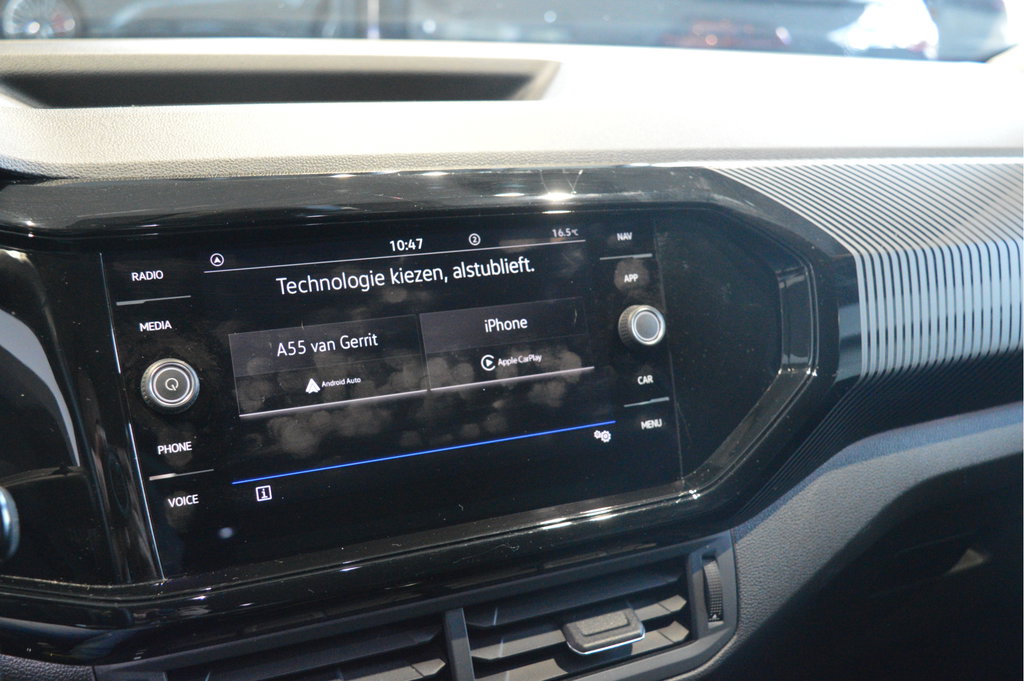 RADIO
MEDIA
PHONE
VOICE
10:47
2
16.5°C
Technologie kiezen, alstublieft.
A55 van Gerrit
Android Auto
iPhone
Apple CarPlay
i
NAV
APP
CAR
MENU